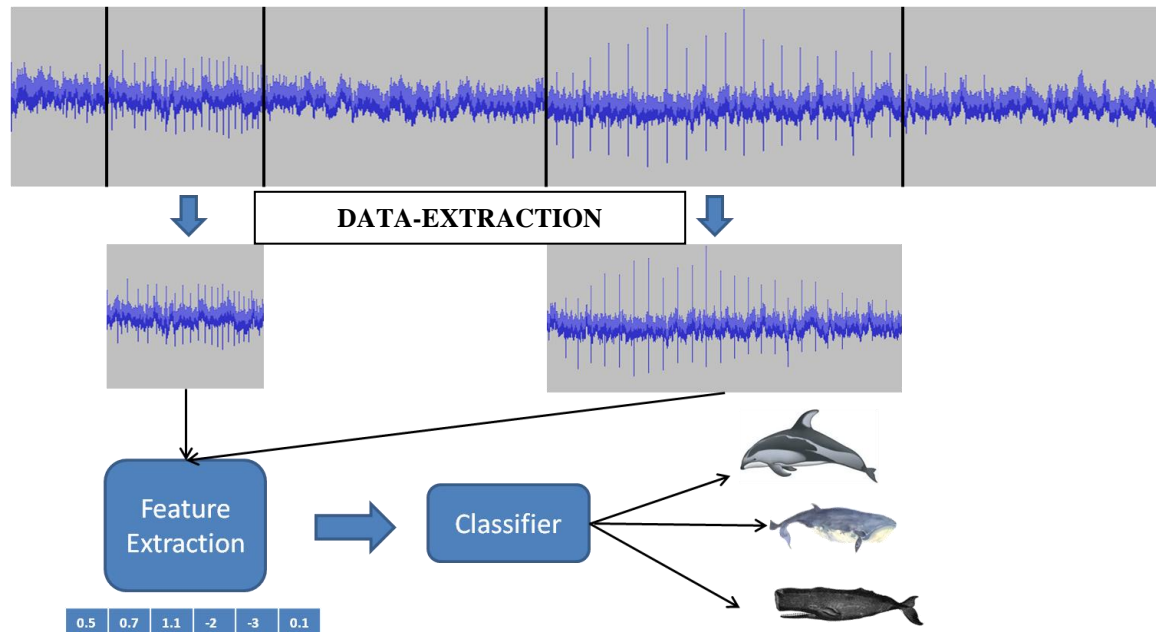 DATA-EXTRACTION
Feature
Extraction
Classifier
0.5 0.7 1.1 -2 -3 0.1